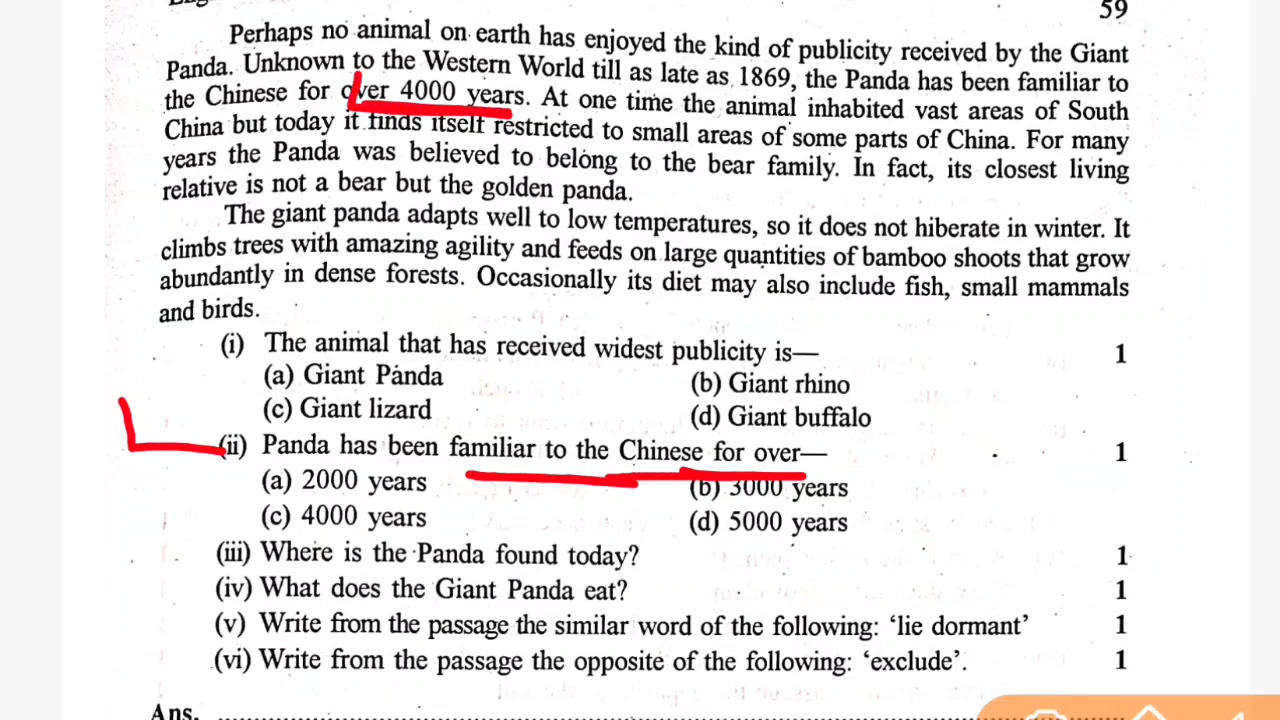 59
Perhaps no animal on earth has enjoyed the kind of publicity received by the Giant
Panda. Unknown to the Western World till as late as 1869, the Panda has been familiar to
the Chinese for over 4000 years. At one time the animal inhabited vast areas of South
China but today it finds itself restricted to small areas of some parts of China. For many
years the Panda was believed to belong to the bear family. In fact, its closest living
relative is not a bear but the golden panda.
The giant panda adapts well to low temperatures, so it does not hiberate in winter. It
climbs trees with amazing agility and feeds on large quantities of bamboo shoots that grow
abundantly in dense forests. Occasionally its diet may also include fish, small mammals
and birds.
(i) The animal that has received widest publicity is— 1
(a) Giant Panda (b) Giant rhino
(c) Giant lizard (d) Giant buffalo
(ii) Panda has been familiar to the Chinese for over— 1
(a) 2000 years (b) 3000 years
(c) 4000 years (d) 5000 years
(iii) Where is the Panda found today? 1
(iv) What does the Giant Panda eat? 1
(v) Write from the passage the similar word of the following: ‘lie dormant’ 1
(vi) Write from the passage the opposite of the following: ‘exclude’. 1
Ans.